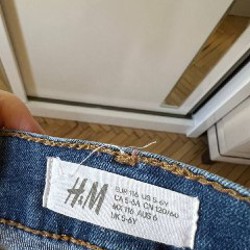 H&M
EUR 116 US 5-6Y
CA 5-6A CN 120/60
MX 116 AUS 6
UK 5-6Y